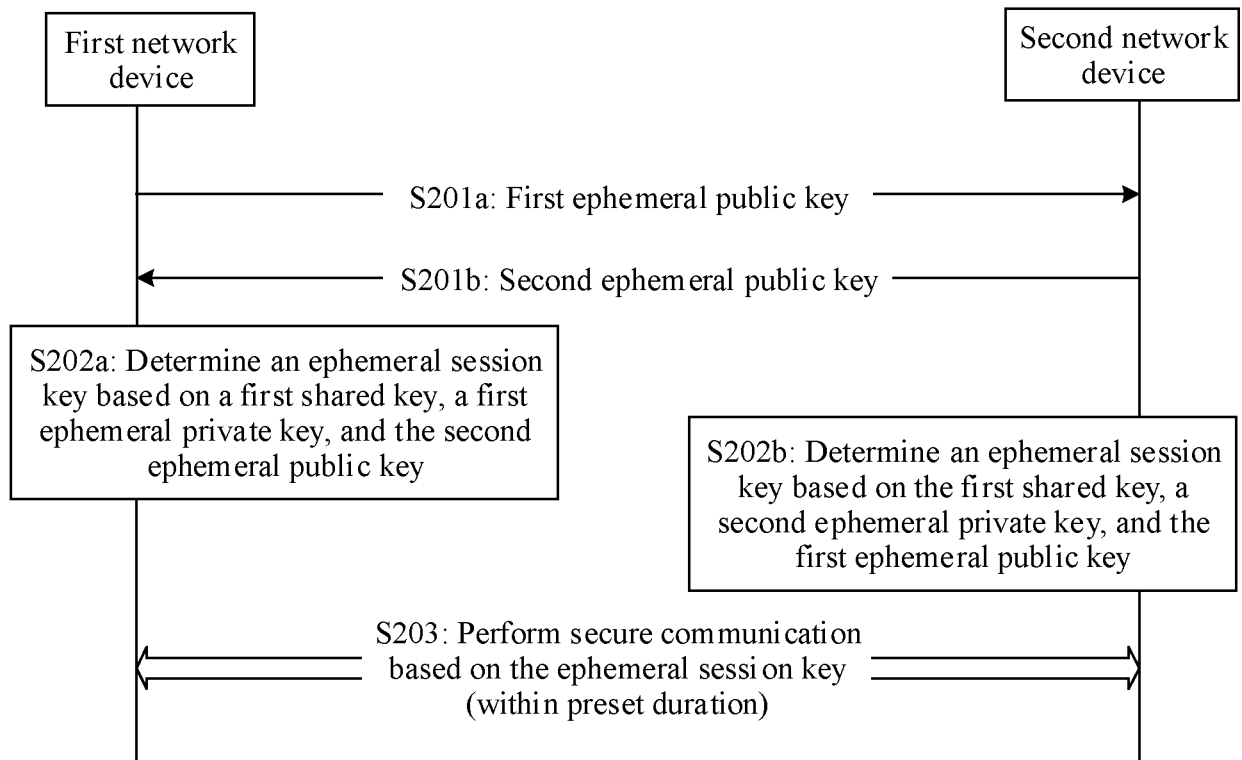 First network
device
Second network
device
S201a: First ephemeral public key
S201b: Second ephemeral public key
S202a: Determine an ephemeral session
key based on a first shared key, a first
ephemeral private key, and the second
ephemeral public key
S202b: Determine an ephemeral session
key based on the first shared key, a
second ephemeral private key, and the
first ephemeral public key
S203: Perform secure communication
based on the ephemeral session key
(within preset duration)